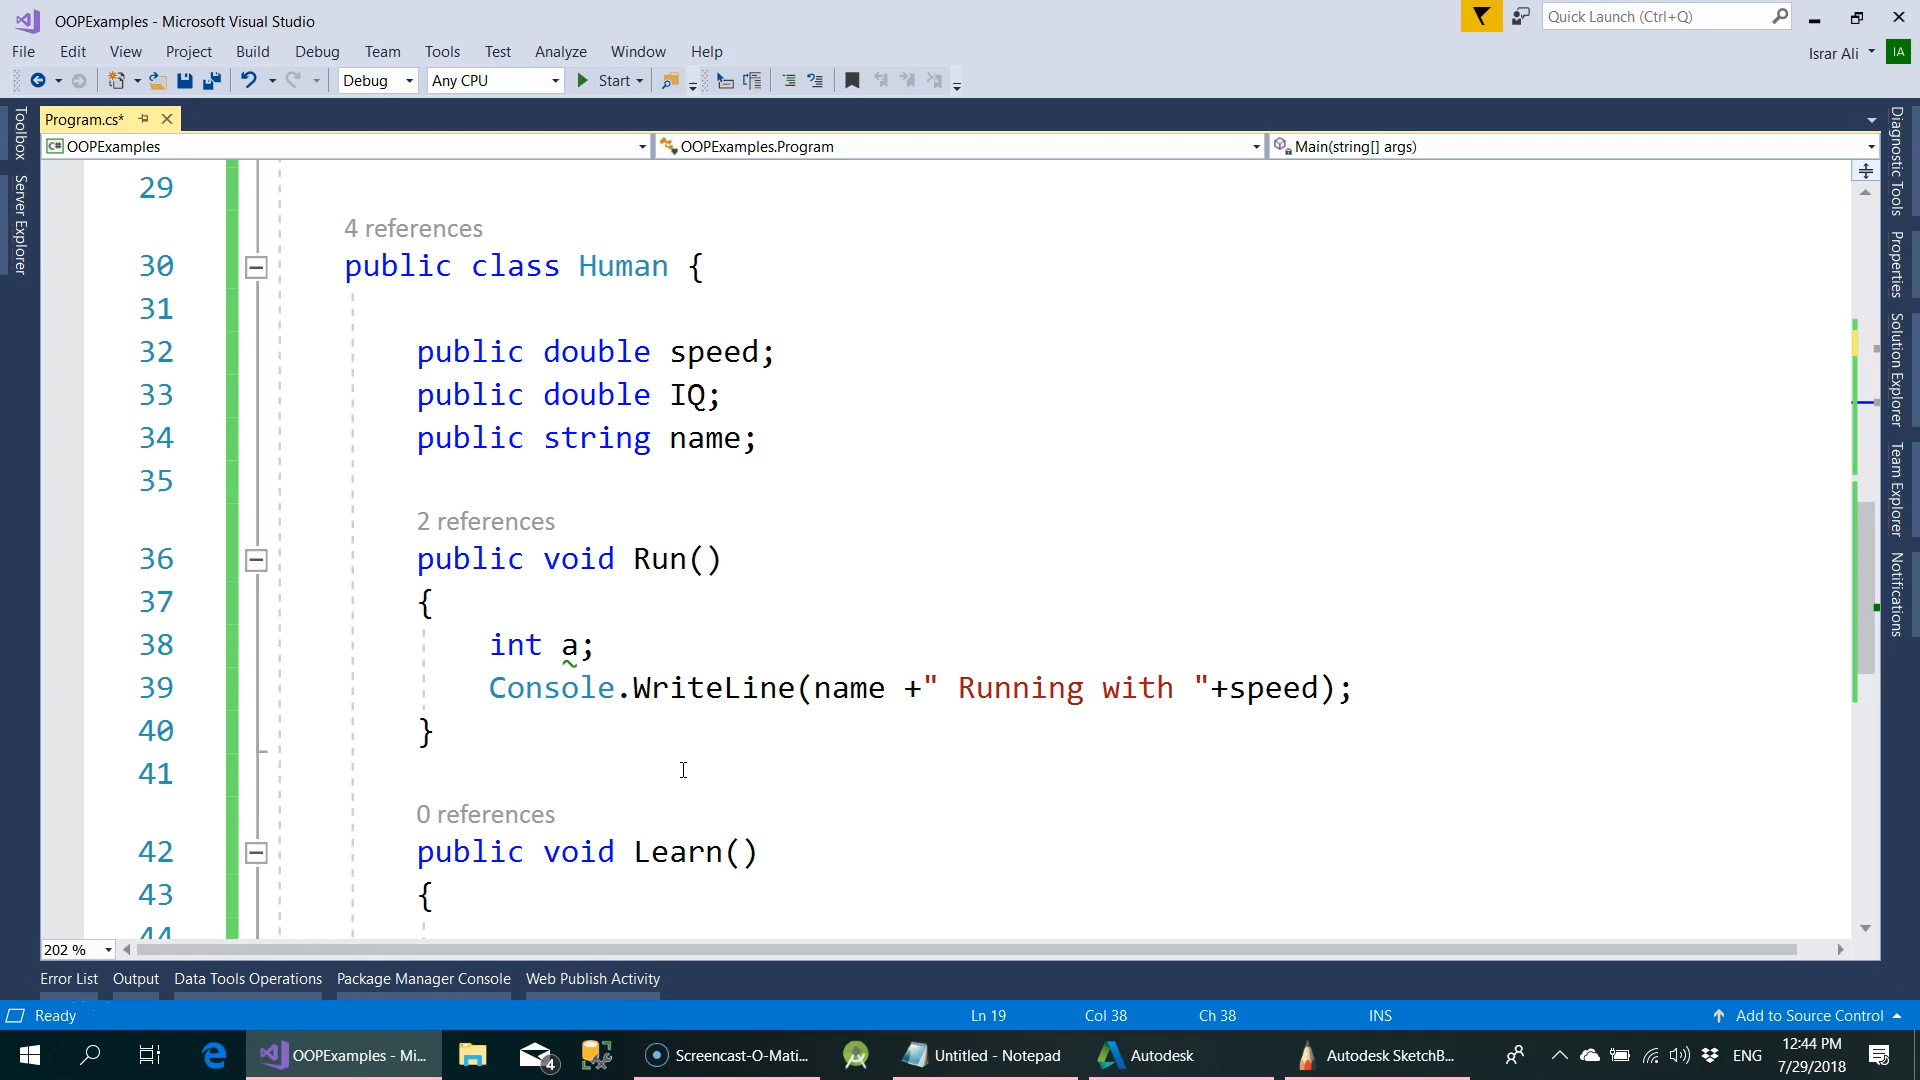 OOPExamples - Microsoft Visual Studio
Quick Launch (Ctrl+Q)
File Edit View Project Build Debug Team Tools Test Analyze Window Help
Israr Ali IA
Debug Any CPU Start
Toolbox
Server Explorer
Program.cs*
C# OOPExamples
OOPExamples.Program
Main(string[] args)
29
4 references
30 public class Human {
31
32 public double speed;
33 public double IQ;
34 public string name;
35
2 references
36 public void Run()
37 {
38 int a;
39 Console.WriteLine(name +" Running with "+speed);
40 }
41
0 references
42 public void Learn()
43 {
44
Diagnostic Tools
Properties
Solution Explorer
Team Explorer
Notifications
202 %
Error List Output Data Tools Operations Package Manager Console Web Publish Activity
Ready Ln 19 Col 38 Ch 38 INS Add to Source Control
OOPExamples - Mi... 4 Screencast-O-Mati... Untitled - Notepad Autodesk Autodesk SketchB... ENG 12:44 PM
7/29/2018